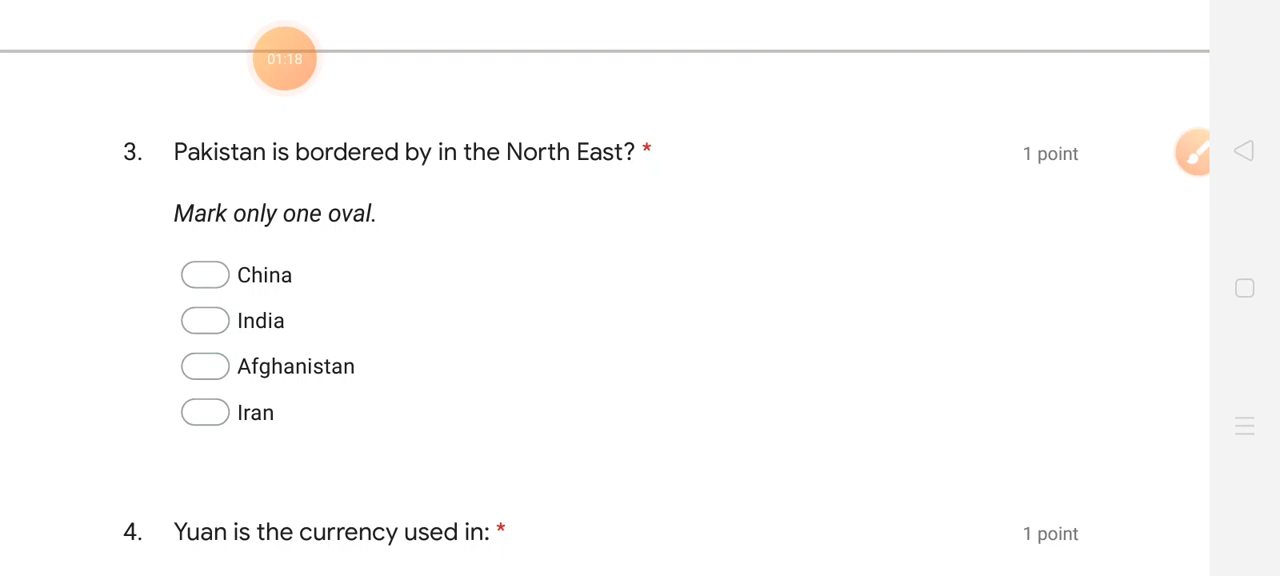 01:18
3. Pakistan is bordered by in the North East? * 1 point
Mark only one oval.
China
India
Afghanistan
Iran
4. Yuan is the currency used in: * 1 point